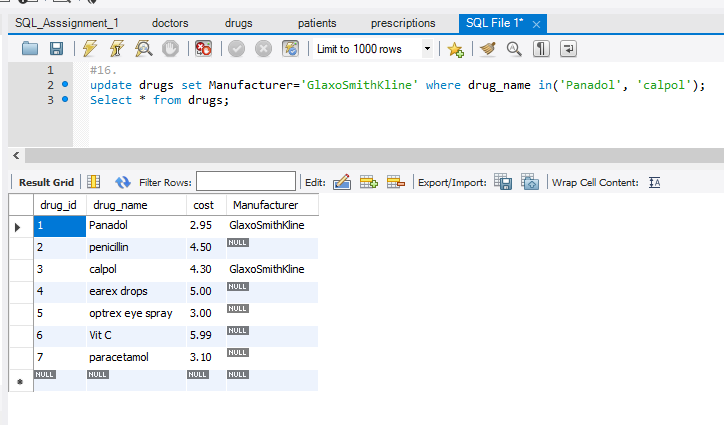 SQL_Asssignment_1 doctors drugs patients prescriptions SQL File 1*
Limit to 1000 rows
1 #16.
2 update drugs set Manufacturer='GlaxoSmithKline' where drug_name in('Panadol', 'calpol');
3 Select * from drugs;
Result Grid Filter Rows: Edit: Export/Import: Wrap Cell Content: IA
drug_id drug_name cost Manufacturer
1 Panadol 2.95 GlaxoSmithKline
2 penicillin 4.50 NULL
3 calpol 4.30 GlaxoSmithKline
4 earex drops 5.00 NULL
5 optrex eye spray 3.00 NULL
6 Vit C 5.99 NULL
7 paracetamol 3.10 NULL
NULL NULL NULL NULL